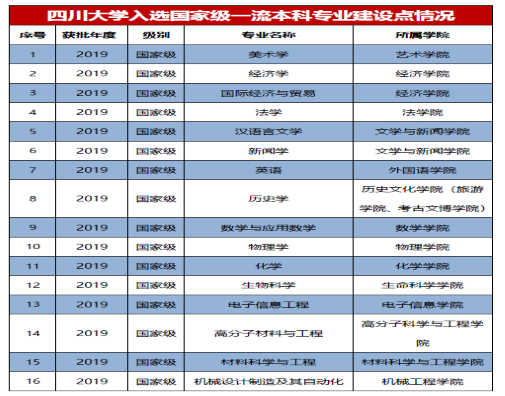 四川大学入选国家级一流本科专业建设点情况
序号 获批年度 级别 专业名称 所属学院
1 2019 国家级 美术学 艺术学院
2 2019 国家级 经济学 经济学院
3 2019 国家级 国际经济与贸易 经济学院
4 2019 国家级 法学 法学院
5 2019 国家级 汉语言文学 文学与新闻学院
6 2019 国家级 新闻学 文学与新闻学院
7 2019 国家级 英语 外国语学院
8 2019 国家级 历史学 历史文化学院（旅游
学院、考古文博学院）
9 2019 国家级 数学与应用数学 数学学院
10 2019 国家级 物理学 物理学院
11 2019 国家级 化学 化学学院
12 2019 国家级 生物科学 生命科学学院
13 2019 国家级 电子信息工程 电子信息学院
14 2019 国家级 高分子材料与工程 高分子科学与工程学
院
15 2019 国家级 材料科学与工程 材料科学与工程学院
16 2019 国家级 机械设计制造及其自动化 机械工程学院